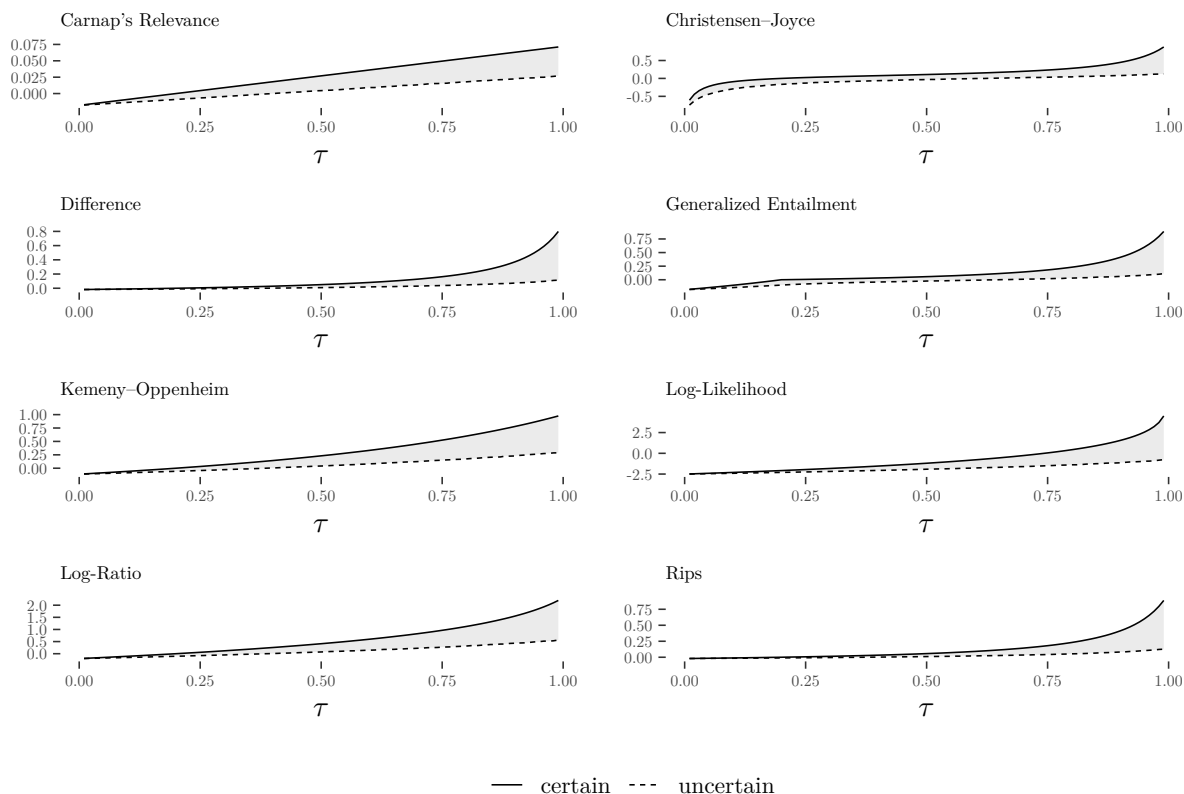 Carnap's Relevance
0.075
0.050
0.025
0.000
0.00 0.25 0.50 0.75 1.00
τ
Christensen–Joyce
0.5
0.0
-0.5
0.00 0.25 0.50 0.75 1.00
τ
Difference
0.8
0.6
0.4
0.2
0.0
0.00 0.25 0.50 0.75 1.00
τ
Generalized Entailment
0.75
0.50
0.25
0.00
0.00 0.25 0.50 0.75 1.00
τ
Kemeny–Oppenheim
1.00
0.75
0.50
0.25
0.00
0.00 0.25 0.50 0.75 1.00
τ
Log-Likelihood
2.5
0.0
-2.5
0.00 0.25 0.50 0.75 1.00
τ
Log-Ratio
2.0
1.5
1.0
0.5
0.0
0.00 0.25 0.50 0.75 1.00
τ
Rips
0.75
0.50
0.25
0.00
0.00 0.25 0.50 0.75 1.00
τ
certain uncertain